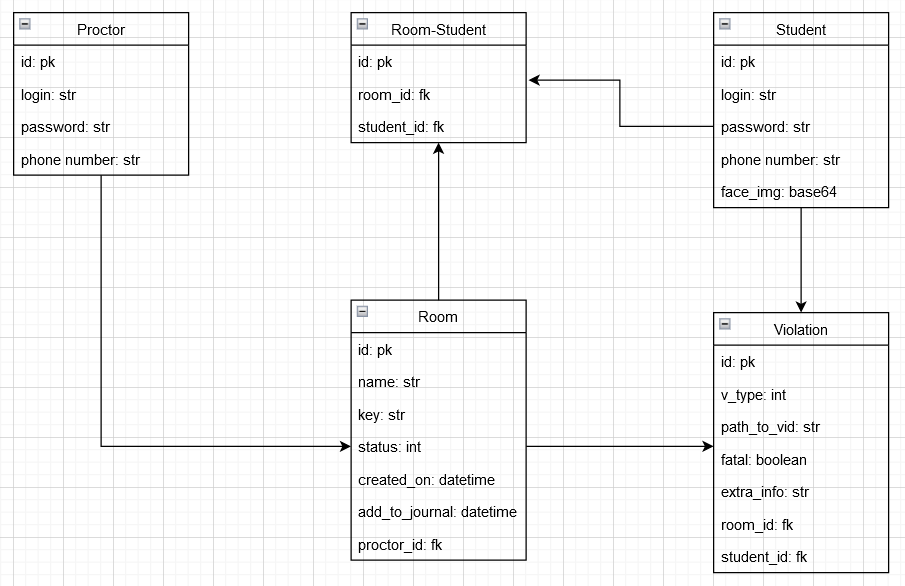 Proctor
id: pk
login: str
password: str
phone number: str
Room-Student
id: pk
room_id: fk
student_id: fk
Student
id: pk
login: str
password: str
phone number: str
face_img: base64
Room
id: pk
name: str
key: str
status: int
created_on: datetime
add_to_journal: datetime
proctor_id: fk
Violation
id: pk
v_type: int
path_to_vid: str
fatal: boolean
extra_info: str
room_id: fk
student_id: fk